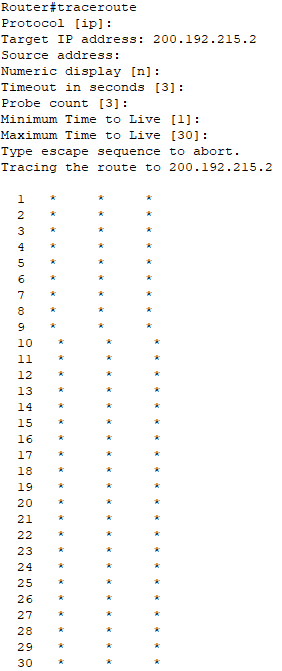 Router#traceroute
Protocol [ip]:
Target IP address: 200.192.215.2
Source address:
Numeric display [n]:
Timeout in seconds [3]:
Probe count [3]:
Minimum Time to Live [1]:
Maximum Time to Live [30]:
Type escape sequence to abort.
Tracing the route to 200.192.215.2
1 * * *
2 * * *
3 * * *
4 * * *
5 * * *
6 * * *
7 * * *
8 * * *
9 * * *
10 * * *
11 * * *
12 * * *
13 * * *
14 * * *
15 * * *
16 * * *
17 * * *
18 * * *
19 * * *
20 * * *
21 * * *
22 * * *
23 * * *
24 * * *
25 * * *
26 * * *
27 * * *
28 * * *
29 * * *
30 * * *